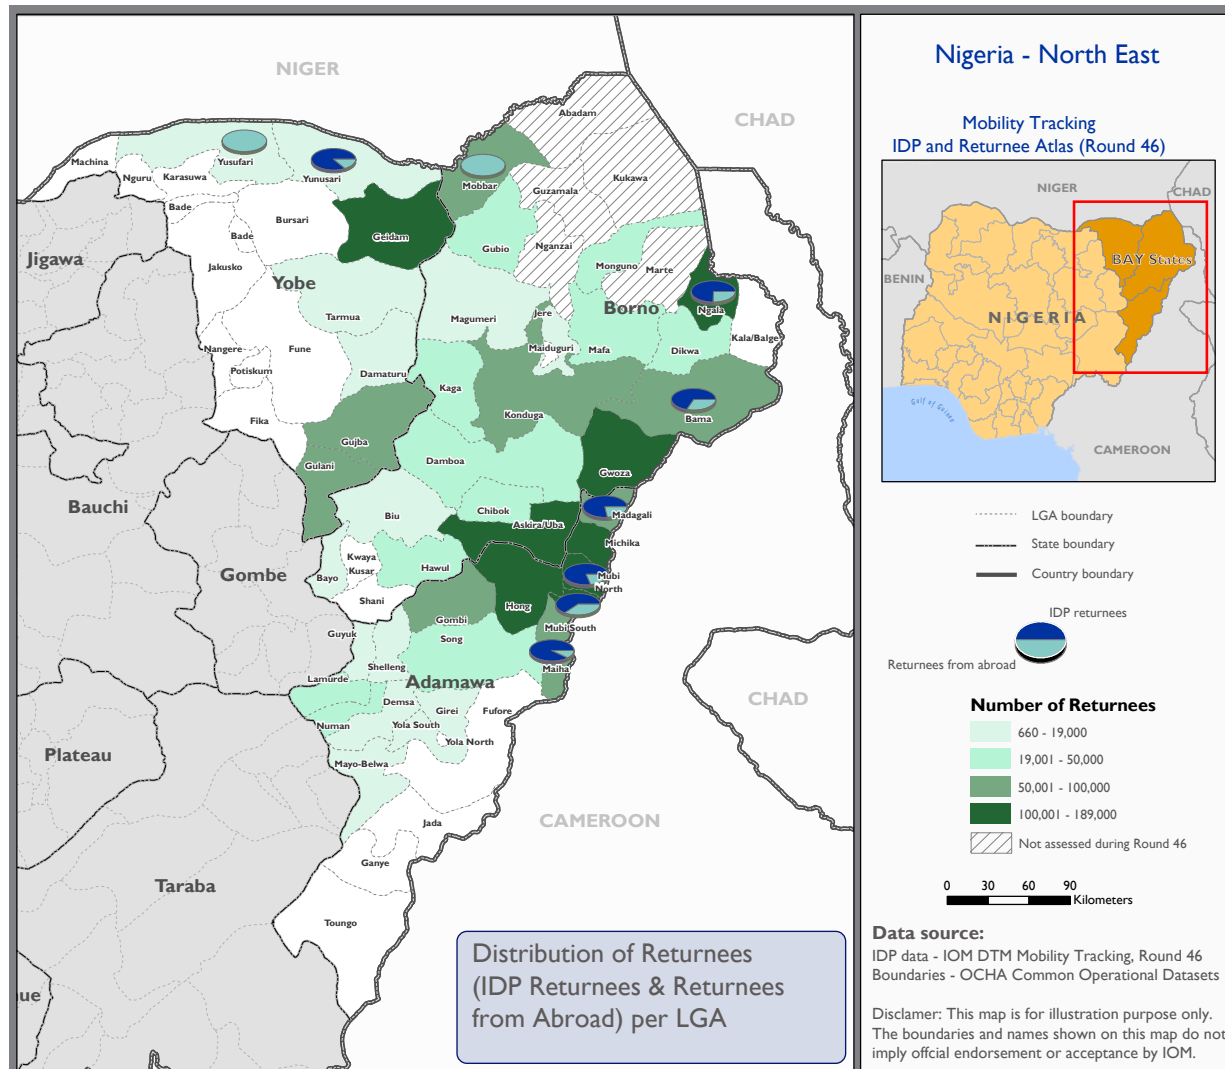 NIGER
CHAD
Abadam
Machina
Nguru
Karasuwa
Yusufari
Yunusari
Mobbar
Kukawa
Guzamala
Bade
Bursari
Bade
Geidam
Gubio
Nganzai
Jigawa
Jakusko
Monguno
Marte
Yobe
Ngala
Tarmua
Magumeri
Jere
Borno
Nangere
Fune
Maiduguri
Mafa
Dikwa
Kala/Balge
Potiskum
Damaturu
Kaga
Konduga
Bama
Fika
Gujba
Gulani
Damboa
Gwoza
Bauchi
Biu
Chibok
Askira/Uba
Madagali
Michika
Kwaya
Kusar
Hawul
Gombe
Bayo
Mubi
North
Shani
Hong
Gombi
Guyuk
Song
Mubi South
Shelleng
Maiha
Lamurde
Adamawa
CHAD
Demsa
Girei
Fufore
Numan
Yola South
Yola North
Plateau
Mayo-Belwa
Jada
CAMEROON
Ganye
Taraba
Toungo
ue
Distribution of Returnees
(IDP Returnees & Returnees
from Abroad) per LGA
Nigeria - North East
Mobility Tracking
IDP and Returnee Atlas (Round 46)
NIGER
CHAD
BENIN
BAY States
NIGERIA
Gulf of Guinea
CAMEROON
LGA boundary
State boundary
Country boundary
IDP returnees
Returnees from abroad
Number of Returnees
660 - 19,000
19,001 - 50,000
50,001 - 100,000
100,001 - 189,000
Not assessed during Round 46
0 30 60 90
Kilometers
Data source:
IDP data - IOM DTM Mobility Tracking, Round 46
Boundaries - OCHA Common Operational Datasets
Disclamer: This map is for illustration purpose only.
The boundaries and names shown on this map do not
imply offcial endorsement or acceptance by IOM.